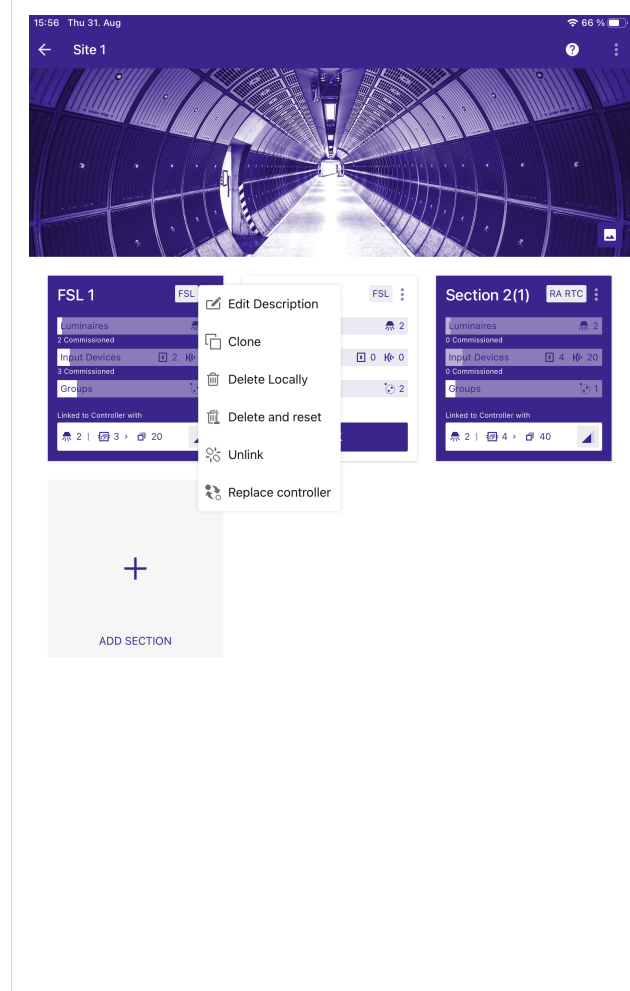 15:56 Thu 31. Aug
66 %
Site 1
FSL 1
FSL
Luminaires
2 Commissioned
Input Devices 2
3 Commissioned
Groups
Linked to Controller with
2 | 3 > 20
Edit Description
Clone
Delete Locally
Delete and reset
Unlink
Replace controller
FSL
2
0 0
2
Section 2(1)
RA RTC
Luminaires 2
0 Commissioned
Input Devices 4 20
0 Commissioned
Groups 1
Linked to Controller with
2 | 4 > 40
ADD SECTION